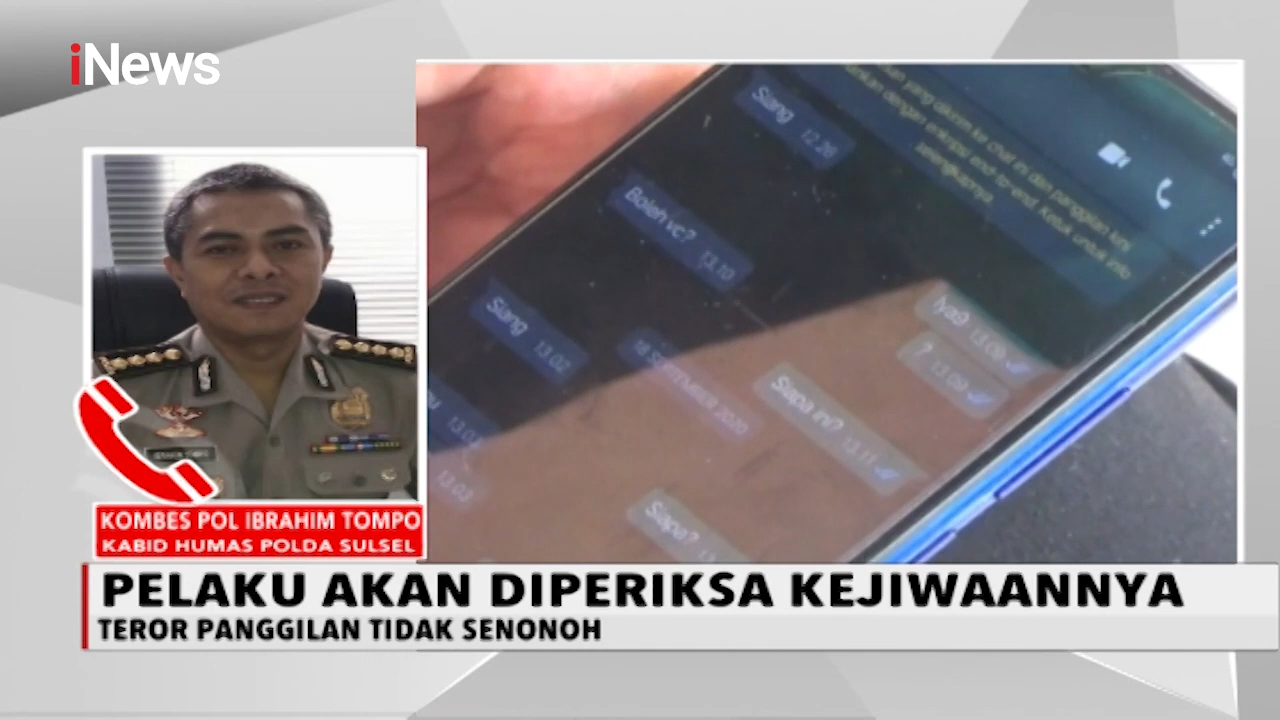 iNews
Siang 12.26
Boleh vc? 13.10
Siang 13.02
18 SEPTEMBER 2020
Iya? 13.09
? 13.09
Siapa ini? 13.11
Siapa?
13.03
KOMBES POL IBRAHIM TOMPO
KABID HUMAS POLDA SULSEL
PELAKU AKAN DIPERIKSA KEJIWAANNYA
TEROR PANGGILAN TIDAK SENONOH